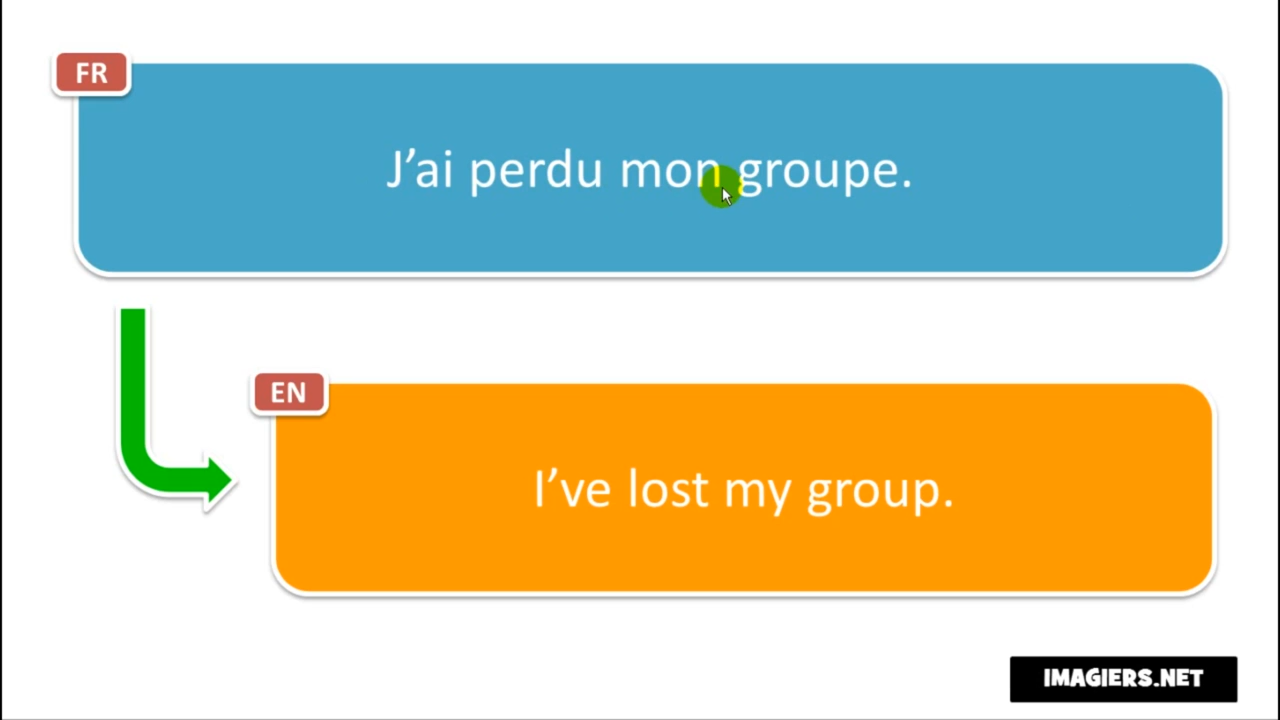 FR
J’ai perdu mon groupe.
EN
I’ve lost my group.
IMAGIERS.NET